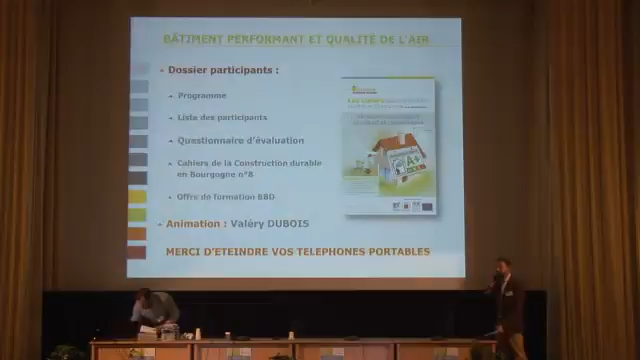 BÂTIMENT PERFORMANT ET QUALITÉ DE L'AIR
Dossier participants :
Programme
Liste des participants
Questionnaire d'évaluation
Cahiers de la Construction durable
en Bourgogne n°8
Offre de formation BBD
Animation : Valéry DUBOIS
MERCI D'ETEINDRE VOS TELEPHONES PORTABLES
A+